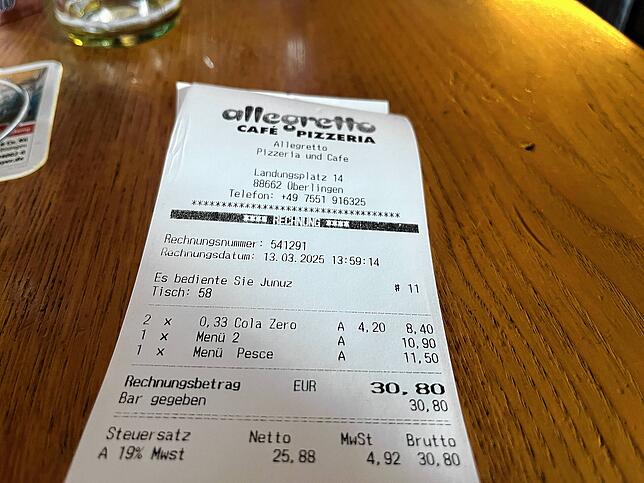 allegretto
CAFÉ PIZZERIA
Allegretto
Pizzeria und Cafe
Landungsplatz 14
88662 Überlingen
Telefon: +49 7551 916325
**************************************
**** RECHNUNG ****
Rechnungsnummer: 541291
Rechnungsdatum: 13.03.2025 13:59:14
Es bediente Sie Junuz # 11
Tisch: 58
2 x 0,33 Cola Zero A 4,20 8,40
1 x Menü 2 A 10,90
1 x Menü Pesce A 11,50
Rechnungsbetrag EUR 30,80
Bar gegeben 30,80
Steuersatz Netto MwSt Brutto
A 19% Mwst 25,88 4,92 30,80